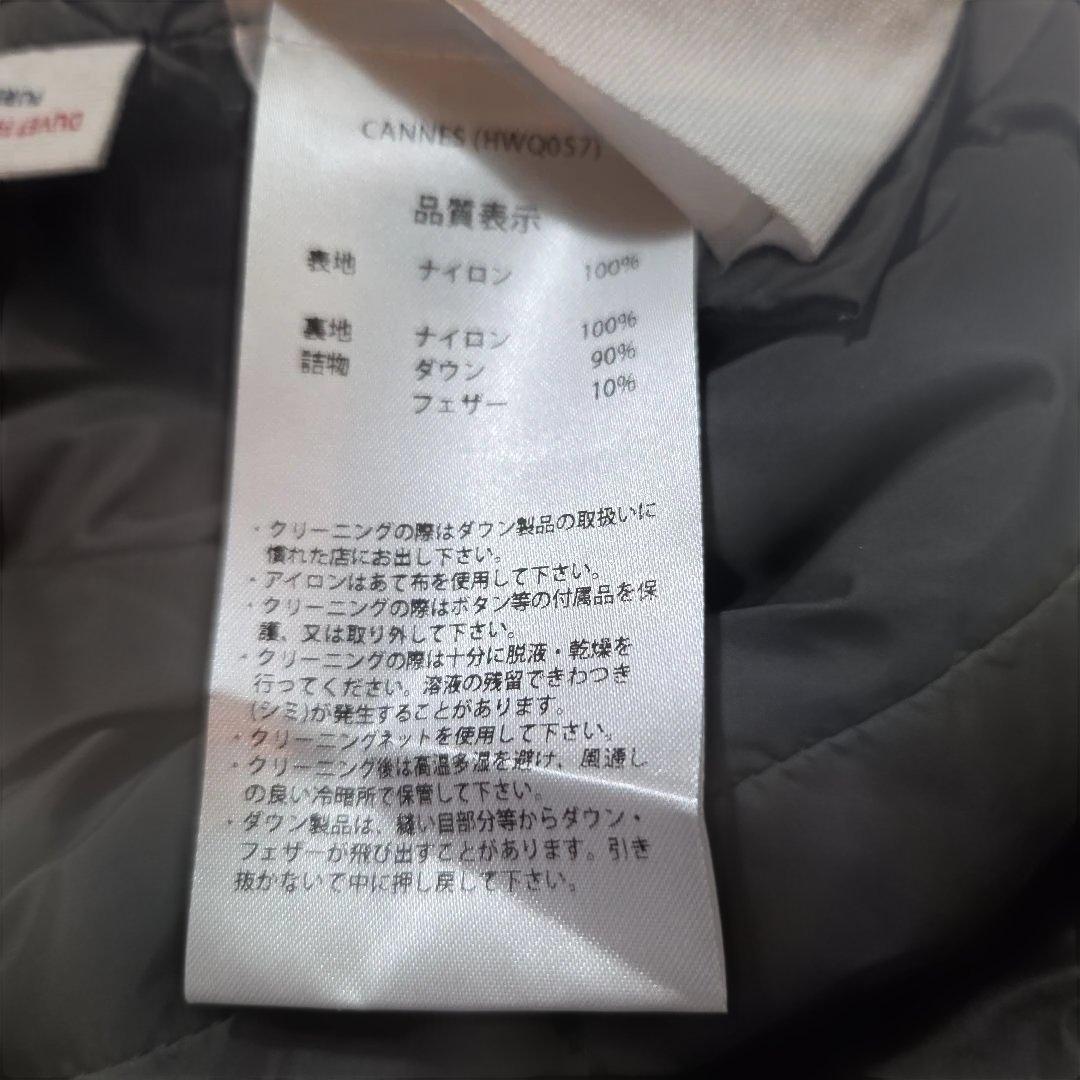 CANNES (HWQ057)
品質表示
表地 ナイロン 100%
裏地 ナイロン 100%
詰物 ダウン 90%
フェザー 10%
・クリーニングの際はダウン製品の取扱いに
慣れた店にお出し下さい。
・アイロンはあて布を使用して下さい。
・クリーニングの際はボタン等の付属品を保
護、又は取り外して下さい。
・クリーニングの際は十分に脱液・乾燥を
行ってください。溶液の残留できわつき
(シミ)が発生することがあります。
・クリーニングネットを使用して下さい。
・クリーニング後は高温多湿を避け、風通し
の良い冷暗所で保管して下さい。
・ダウン製品は、縫い目部分等からダウン・
フェザーが飛び出すことがあります。引き
抜かないで中に押し戻して下さい。